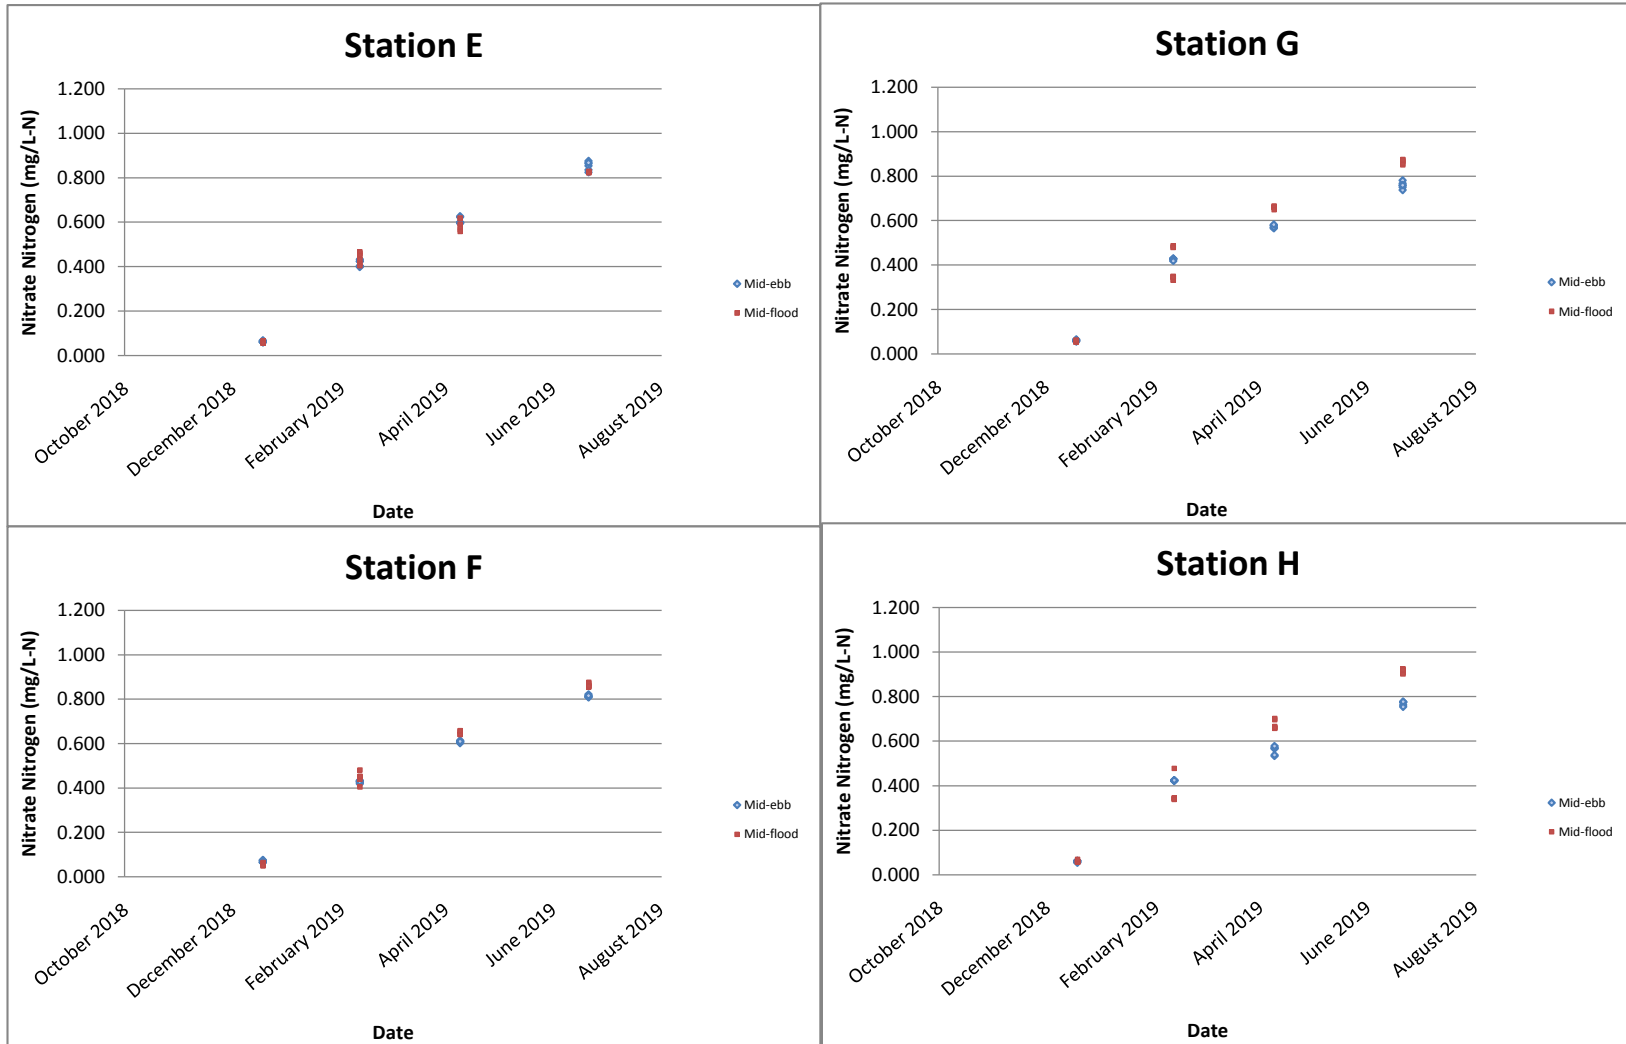 Station E
Nitrate Nitrogen (mg/L-N)
1.200
1.000
0.800
0.600
0.400
0.200
0.000
October 2018
December 2018
February 2019
April 2019
June 2019
August 2019
Date
Mid-ebb
Mid-flood
Station G
Nitrate Nitrogen (mg/L-N)
1.200
1.000
0.800
0.600
0.400
0.200
0.000
October 2018
December 2018
February 2019
April 2019
June 2019
August 2019
Date
Mid-ebb
Mid-flood
Station F
Nitrate Nitrogen (mg/L-N)
1.200
1.000
0.800
0.600
0.400
0.200
0.000
October 2018
December 2018
February 2019
April 2019
June 2019
August 2019
Date
Mid-ebb
Mid-flood
Station H
Nitrate Nitrogen (mg/L-N)
1.200
1.000
0.800
0.600
0.400
0.200
0.000
October 2018
December 2018
February 2019
April 2019
June 2019
August 2019
Date
Mid-ebb
Mid-flood